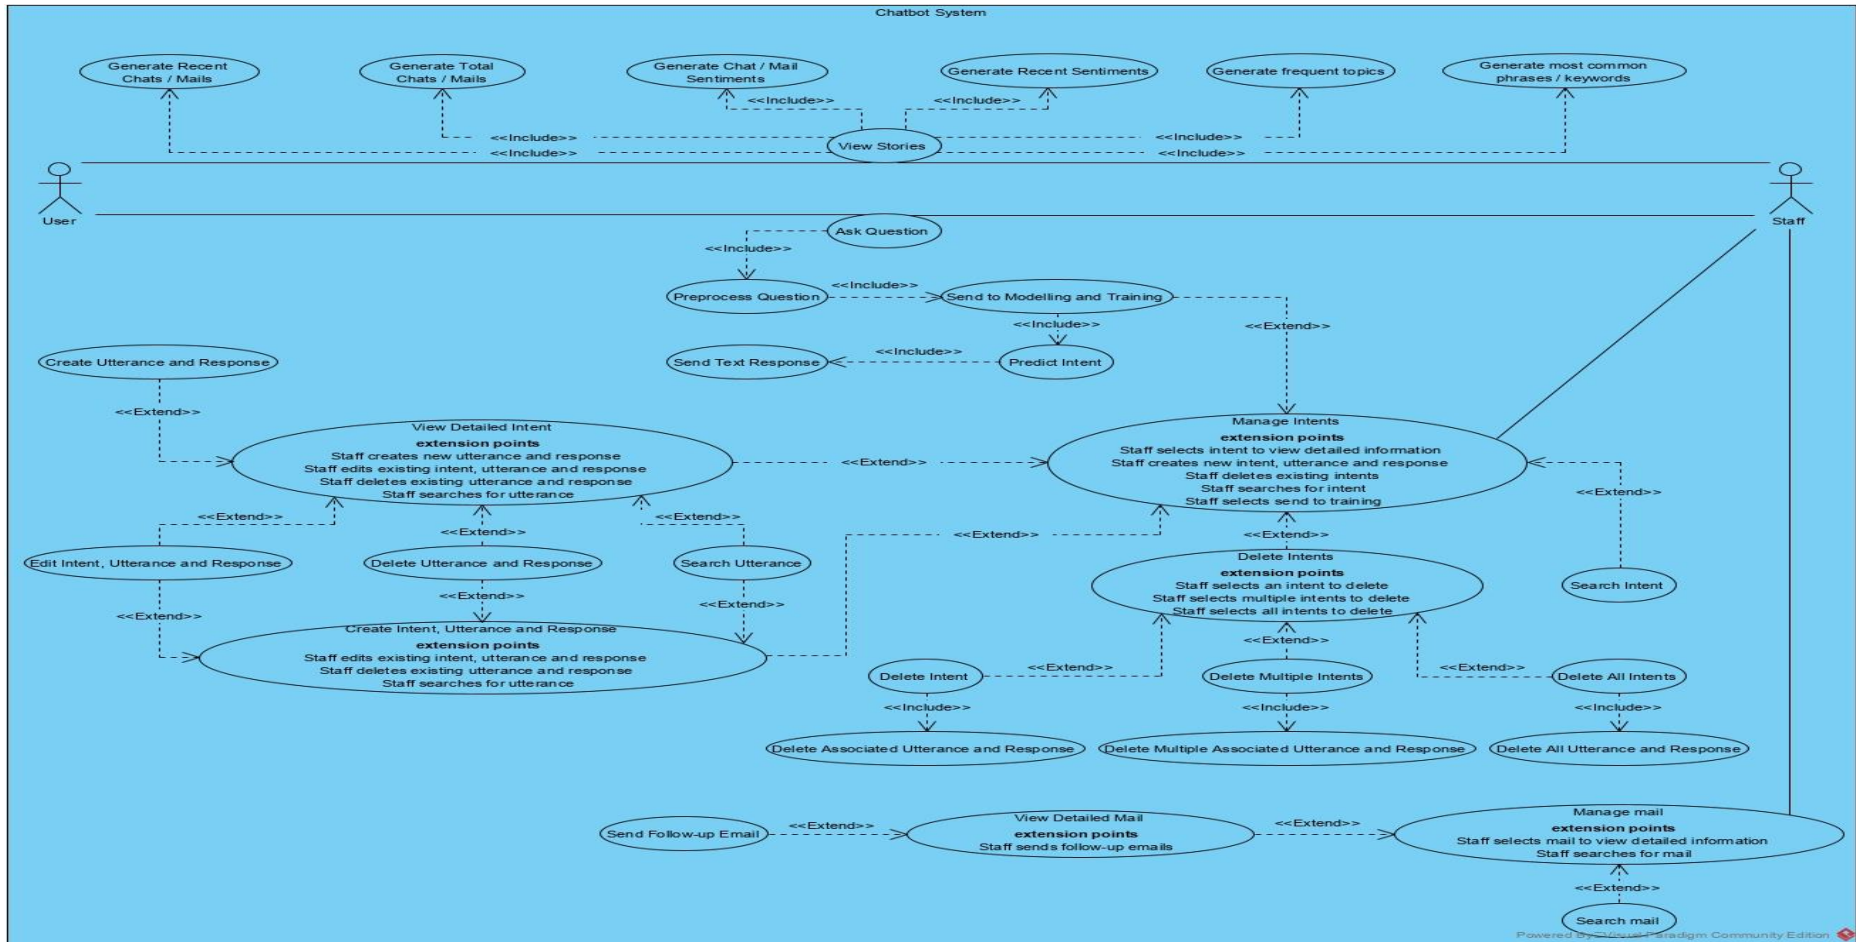 Chatbot System
Generate Recent
Chats / Mails
Generate Total
Chats / Mails
Generate Chat / Mail
Sentiments
Generate Recent Sentiments
Generate frequent topics
Generate most common
phrases / keywords
<<Include>>
<<Include>>
<<Include>>
<<Include>>
<<Include>>
<<Include>>
View Stories
User
Staff
Ask Question
<<Include>>
Preprocess Question
<<Include>>
Send to Modelling and Training
<<Include>>
<<Extend>>
Send Text Response
<<Include>>
Predict Intent
Create Utterance and Response
<<Extend>>
View Detailed Intent
extension points
Staff creates new utterance and response
Staff edits existing intent, utterance and response
Staff deletes existing utterance and response
Staff searches for utterance
<<Extend>>
Manage Intents
extension points
Staff selects intent to view detailed information
Staff creates new intent, utterance and response
Staff deletes existing intents
Staff searches for intent
Staff selects send to training
<<Extend>>
<<Extend>>
<<Extend>>
<<Extend>>
<<Extend>>
<<Extend>>
Edit Intent, Utterance and Response
Delete Utterance and Response
Search Utterance
Delete Intents
extension points
Staff selects an intent to delete
Staff selects multiple intents to delete
Staff selects all intents to delete
Search Intent
<<Extend>>
<<Extend>>
<<Extend>>
Create Intent, Utterance and Response
extension points
Staff edits existing intent, utterance and response
Staff deletes existing utterance and response
Staff searches for utterance
<<Extend>>
<<Extend>>
<<Extend>>
Delete Intent
Delete Multiple Intents
Delete All Intents
<<Include>>
<<Include>>
<<Include>>
Delete Associated Utterance and Response
Delete Multiple Associated Utterance and Response
Delete All Utterance and Response
Send Follow-up Email
<<Extend>>
View Detailed Mail
extension points
Staff sends follow-up emails
<<Extend>>
Manage mail
extension points
Staff selects mail to view detailed information
Staff searches for mail
<<Extend>>
Search mail
Powered By Visual Paradigm Community Edition